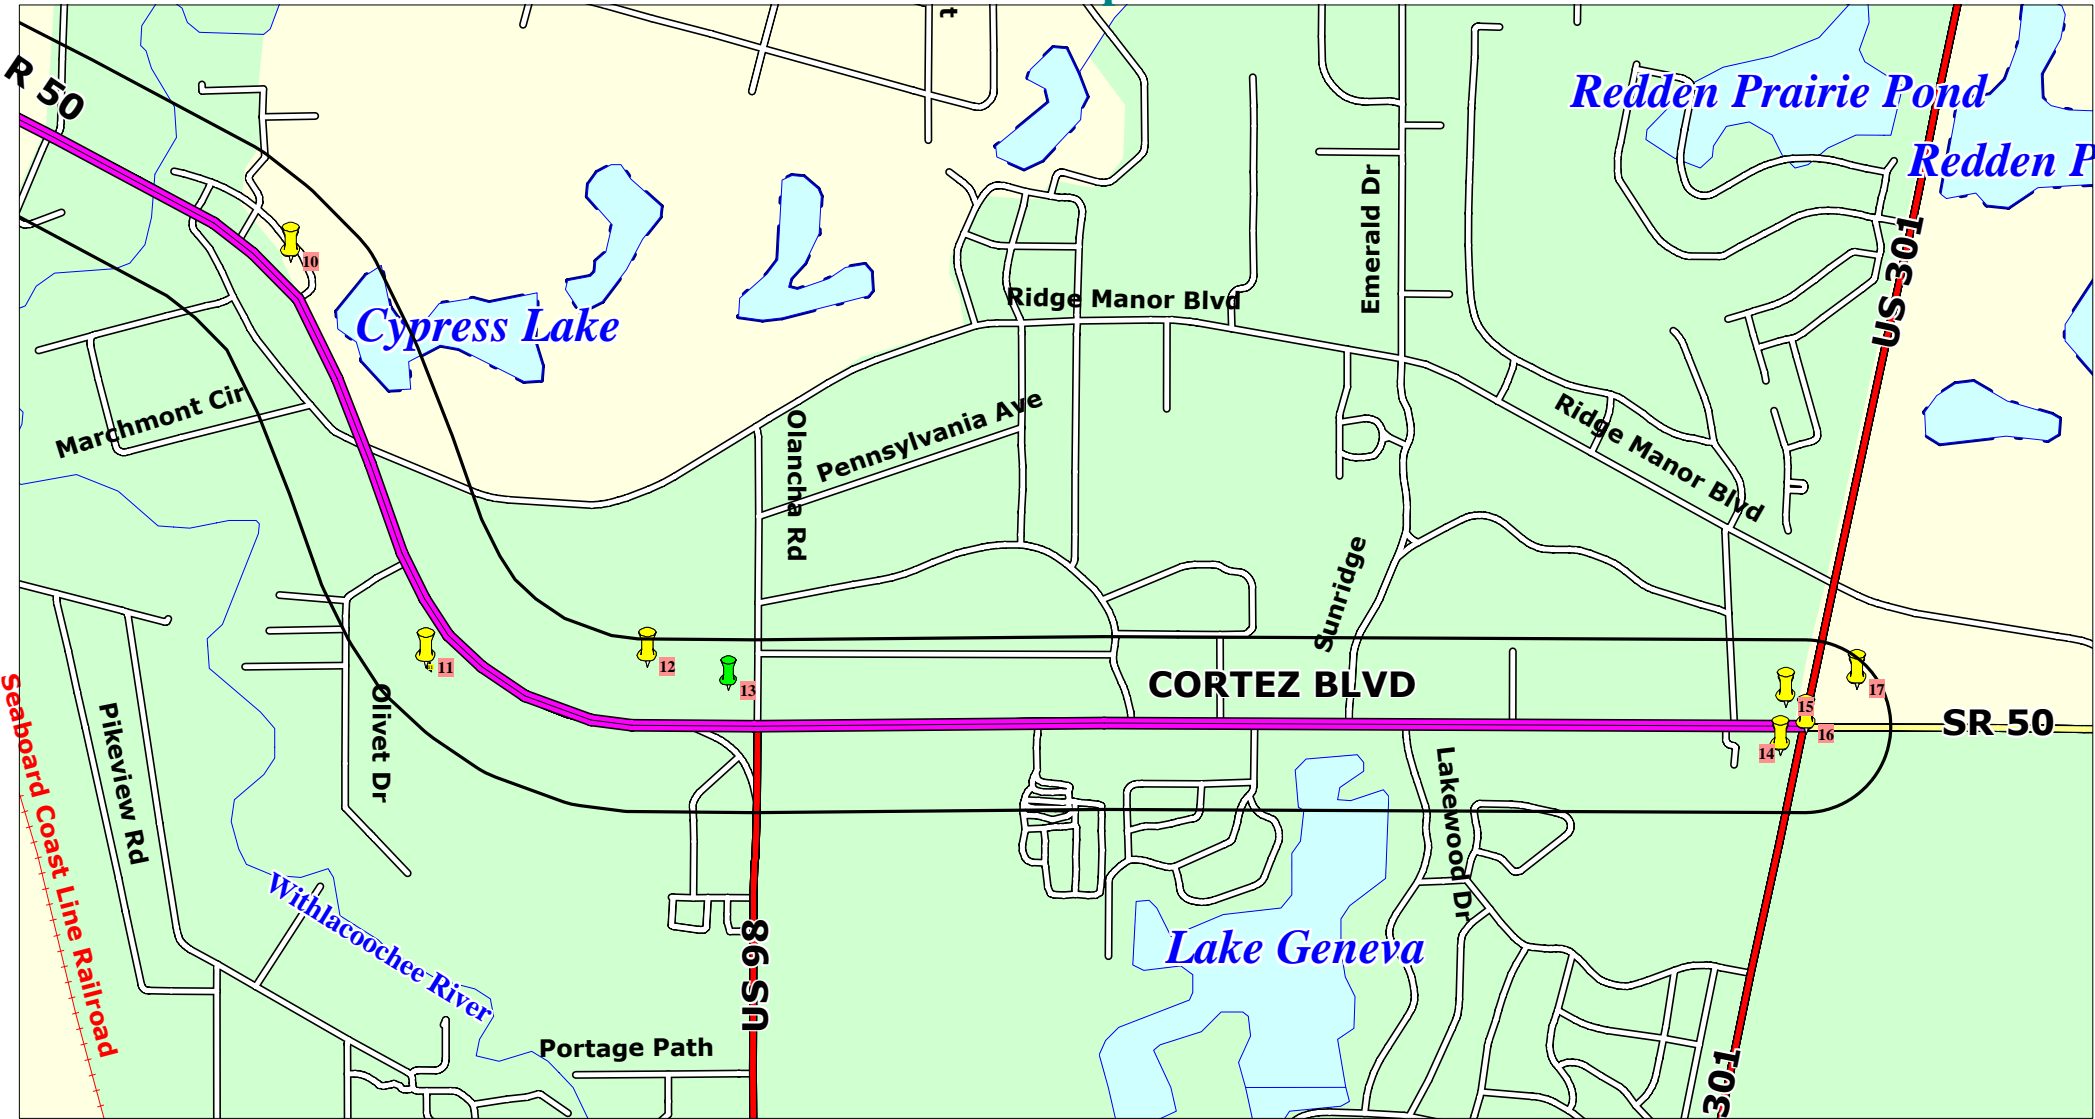 R 50
Redden Prairie Pond
Redden P
Emerald Dr
US 301
10
Ridge Manor Blvd
Cypress Lake
Marchmont Cir
Olancha Rd
Pennsylvania Ave
Ridge Manor Blvd
Sunridge
11
12
13
CORTEZ BLVD
17
15
16
14
SR 50
Seaboard Coast Line Railroad
Pikeview Rd
Olivet Dr
Lakewood Dr
Withlacoochee River
US 98
Lake Geneva
Portage Path
301